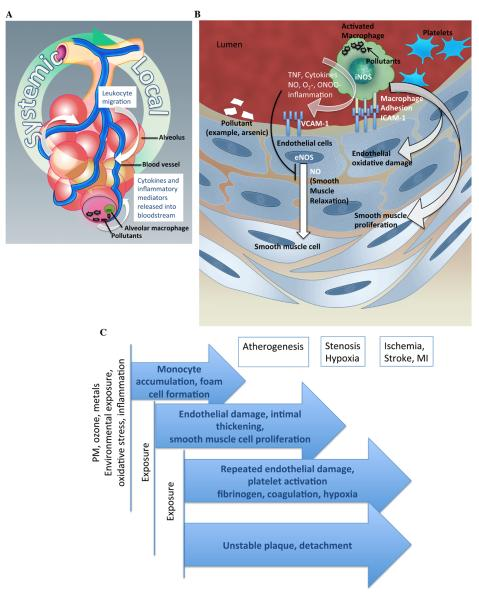 A
Systemic
Local
Leukocyte
migration
Alveolus
Blood vessel
Cytokines and
inflammatory
mediators
released into
bloodstream
Alveolar macrophage
Pollutants
B
Lumen
Activated
Macrophage
Platelets
Pollutants
iNOS
TNF, Cytokines
NO, O₂-, ONOO
inflammation
Macrophage
Adhesion
ICAM-1
Pollutant
(example, arsenic)
VCAM-1
Endothelial cells
eNOS
Endothelial
oxidative damage
NO
(Smooth
Muscle
Relaxation)
Smooth muscle
proliferation
Smooth muscle cell
C
Atherogenesis
Stenosis
Hypoxia
Ischemia,
Stroke, MI
PM, ozone, metals
Environmental exposure,
oxidative stress, inflammation
Monocyte
accumulation, foam
cell formation
Exposure
Endothelial damage, intimal
thickening,
smooth muscle cell proliferation
Exposure
Repeated endothelial damage,
platelet activation
fibrinogen, coagulation, hypoxia
Unstable plaque, detachment